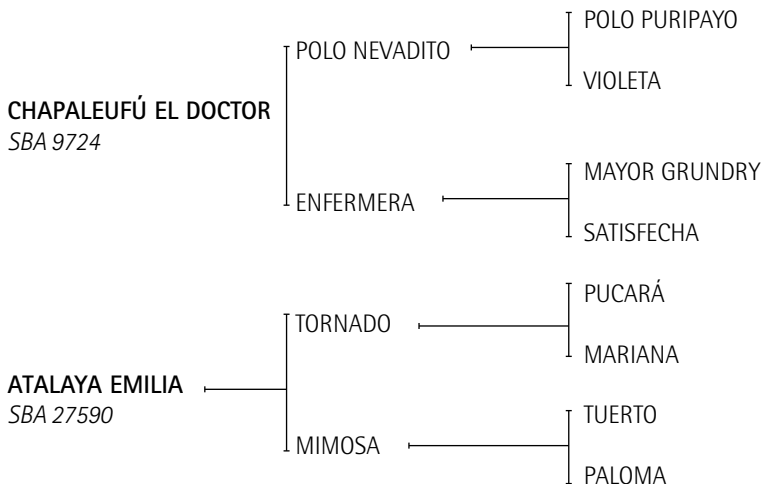 POLO PURIPAYO
POLO NEVADITO
VIOLETA
CHAPALEUFÚ EL DOCTOR
SBA 9724
MAYOR GRUNDRY
ENFERMERA
SATISFECHA
PUCARÁ
TORNADO
MARIANA
ATALAYA EMILIA
SBA 27590
TUERTO
MIMOSA
PALOMA